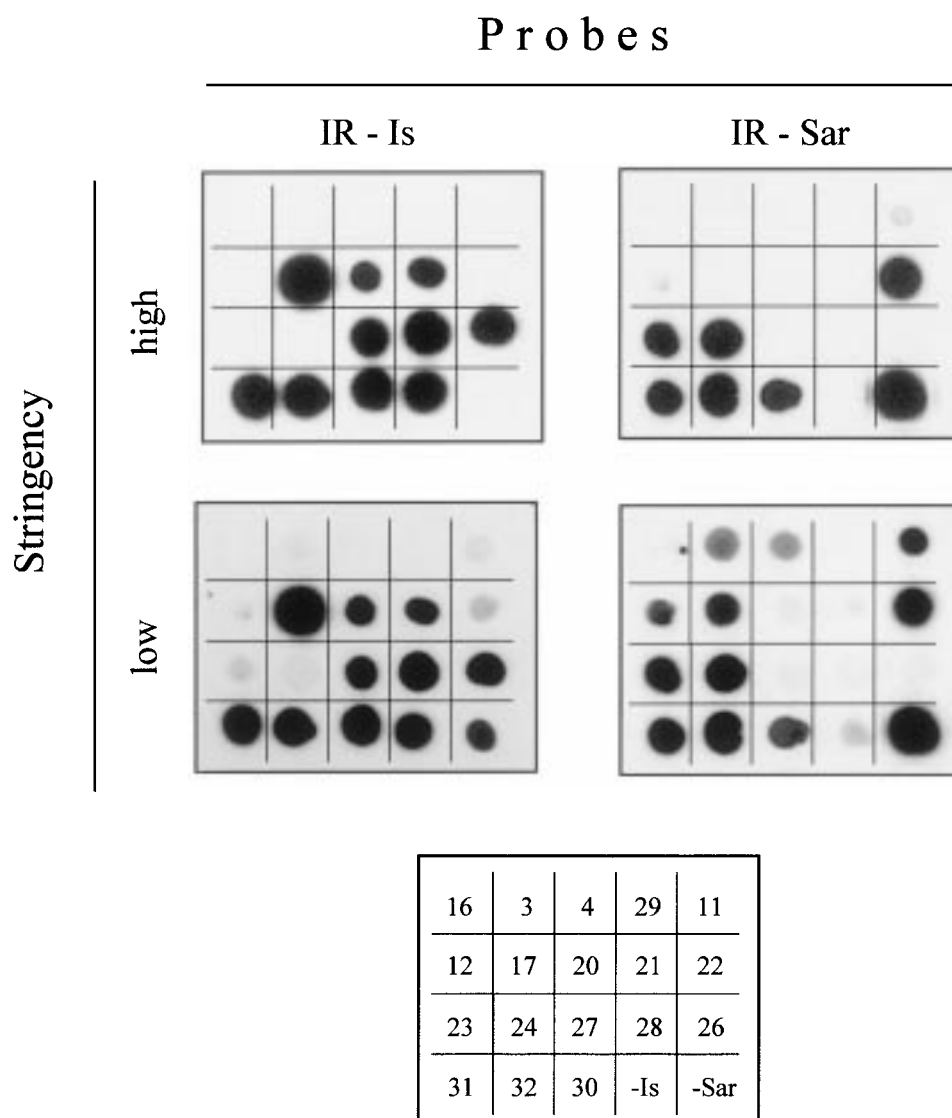 Probes
IR - Is
IR - Sar
Stringency
high
low
16 3 4 29 11
12 17 20 21 22
23 24 27 28 26
31 32 30 -Is -Sar